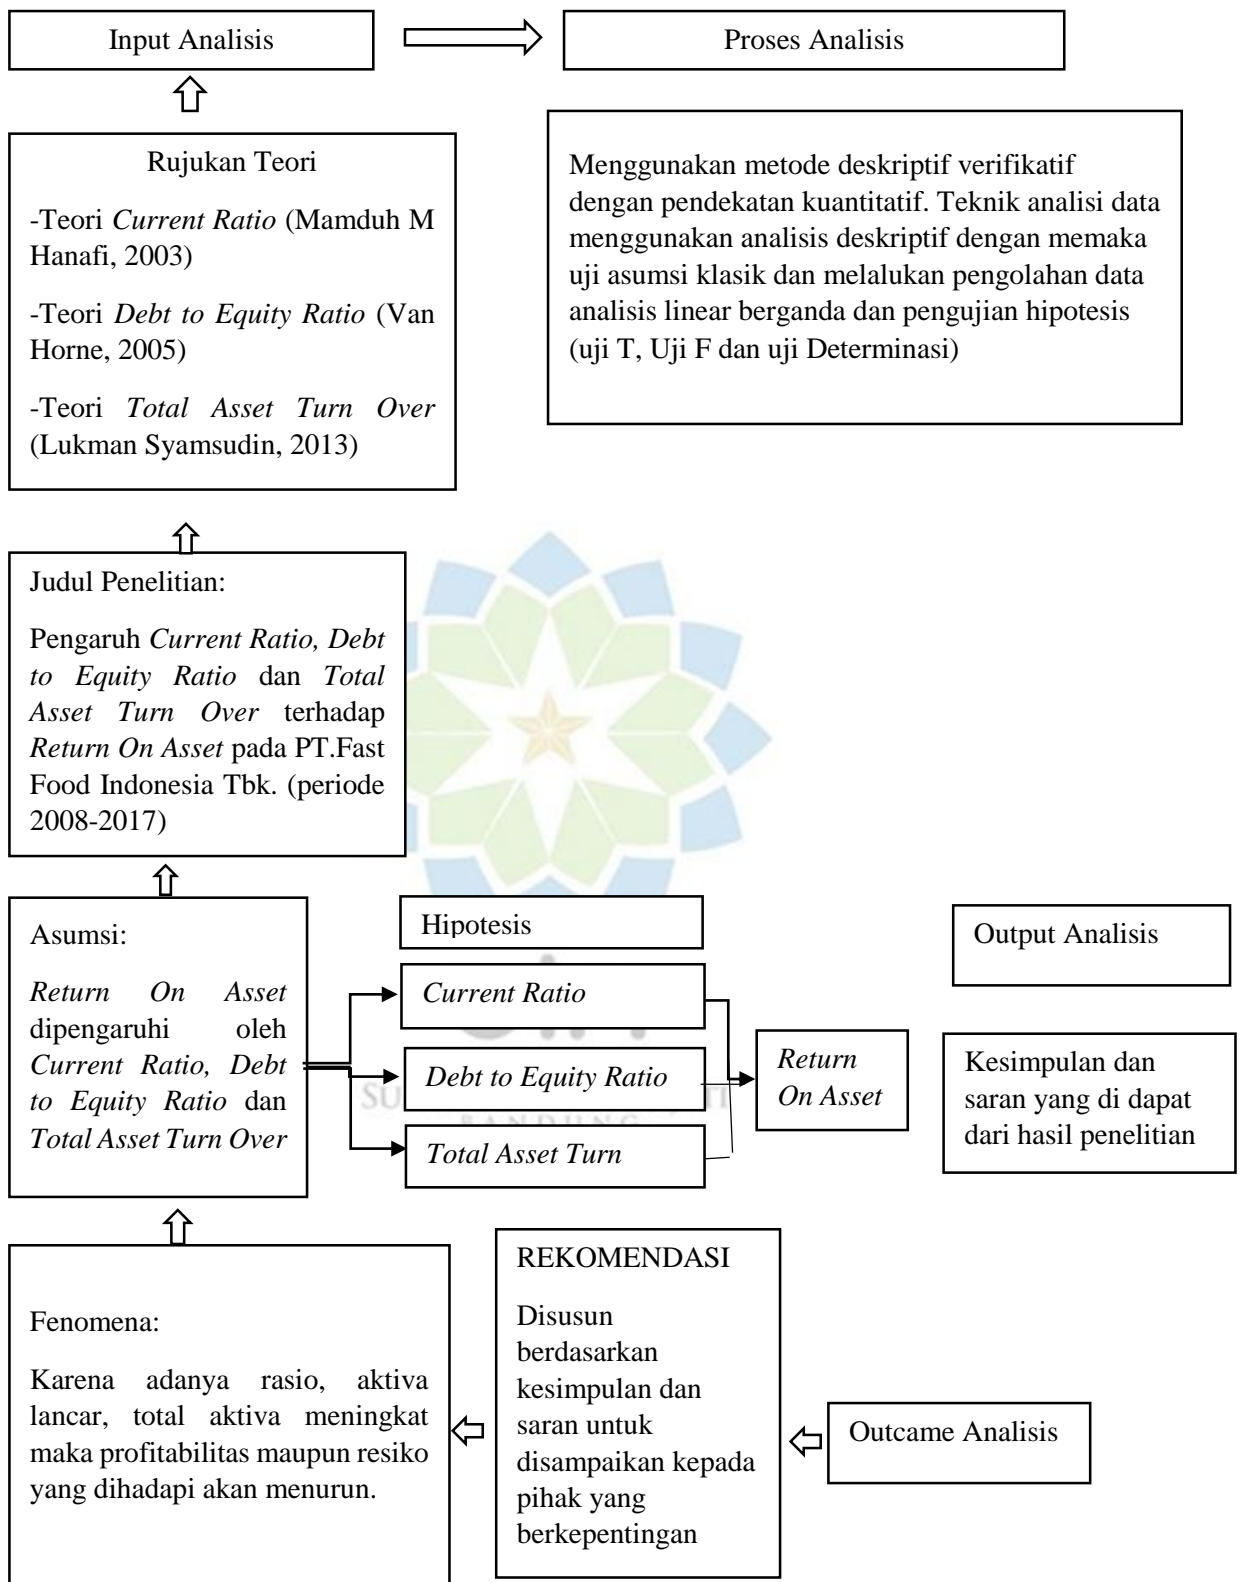 Input Analisis
Proses Analisis
Rujukan Teori
-Teori Current Ratio (Mamduh M
Hanafi, 2003)
-Teori Debt to Equity Ratio (Van
Horne, 2005)
-Teori Total Asset Turn Over
(Lukman Syamsudin, 2013)
Menggunakan metode deskriptif verifikatif
dengan pendekatan kuantitatif. Teknik analisi data
menggunakan analisis deskriptif dengan memaka
uji asumsi klasik dan melalukan pengolahan data
analisis linear berganda dan pengujian hipotesis
(uji T, Uji F dan uji Determinasi)
Judul Penelitian:
Pengaruh Current Ratio, Debt
to Equity Ratio dan Total
Asset Turn Over terhadap
Return On Asset pada PT.Fast
Food Indonesia Tbk. (periode
2008-2017)
Asumsi:
Return On Asset
dipengaruhi oleh
Current Ratio, Debt
to Equity Ratio dan
Total Asset Turn Over
Hipotesis
Current Ratio
Debt to Equity Ratio
Total Asset Turn
Return
On Asset
Output Analisis
Kesimpulan dan
saran yang di dapat
dari hasil penelitian
Fenomena:
Karena adanya rasio, aktiva
lancar, total aktiva meningkat
maka profitabilitas maupun resiko
yang dihadapi akan menurun.
REKOMENDASI
Disusun
berdasarkan
kesimpulan dan
saran untuk
disampaikan kepada
pihak yang
berkepentingan
Outcame Analisis